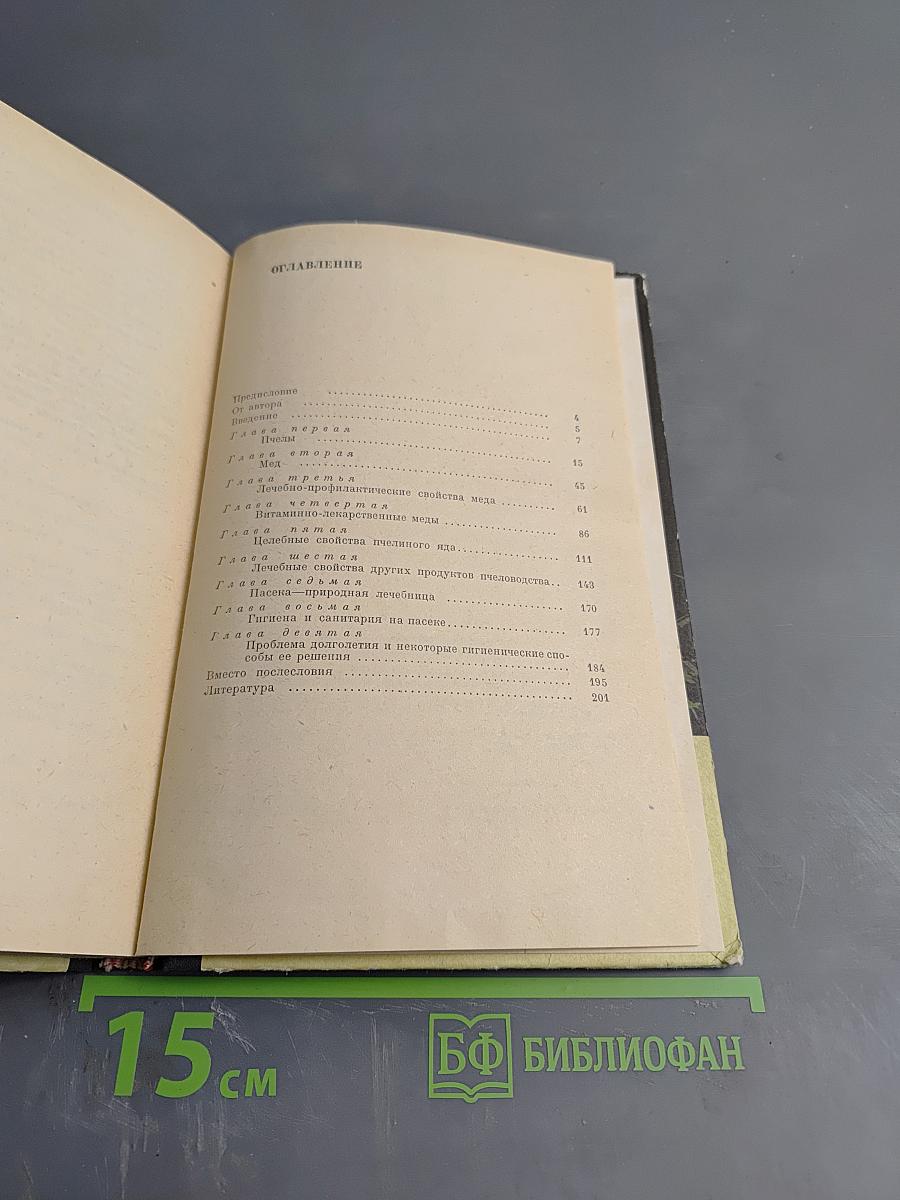 ОГЛАВЛЕНИЕ
Предисловие .......... 4
От автора .......... 5
Введение .......... 7
Глава первая
Пчелы .......... 15
Глава вторая
Мед .......... 45
Глава третья
Лечебно-профилактические свойства меда .......... 61
Глава четвертая
Витаминно-лекарственные меды .......... 86
Глава пятая
Целебные свойства пчелиного яда .......... 111
Глава шестая
Лечебные свойства других продуктов пчеловодства.. 143
Глава седьмая
Пасека—природная лечебница .......... 170
Глава восьмая
Гигиена и санитария на пасеке .......... 177
Глава девятая
Проблема долголетия и некоторые гигиенические спо-
собы ее решения .......... 184
Вместо послесловия .......... 195
Литература .......... 201
15 см
БФ БИБЛИОФАН